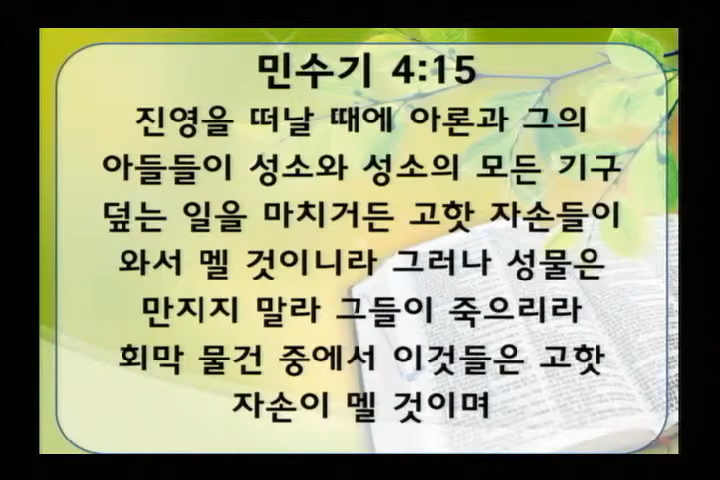 민수기 4:15
진영을 떠날 때에 아론과 그의
아들들이 성소와 성소의 모든 기구
덮는 일을 마치거든 고핫 자손들이
와서 멜 것이니라 그러나 성물은
만지지 말라 그들이 죽으리라
회막 물건 중에서 이것들은 고핫
자손이 멜 것이며